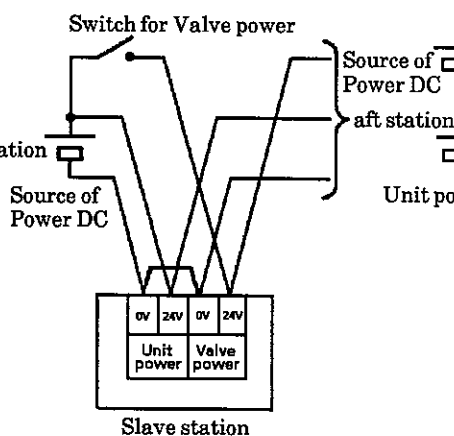 Switch for Valve power
Source of
Power DC
aft station
ation
Source of
Power DC
Unit po
0V 24V 0V 24V
Unit power Valve power
Slave station